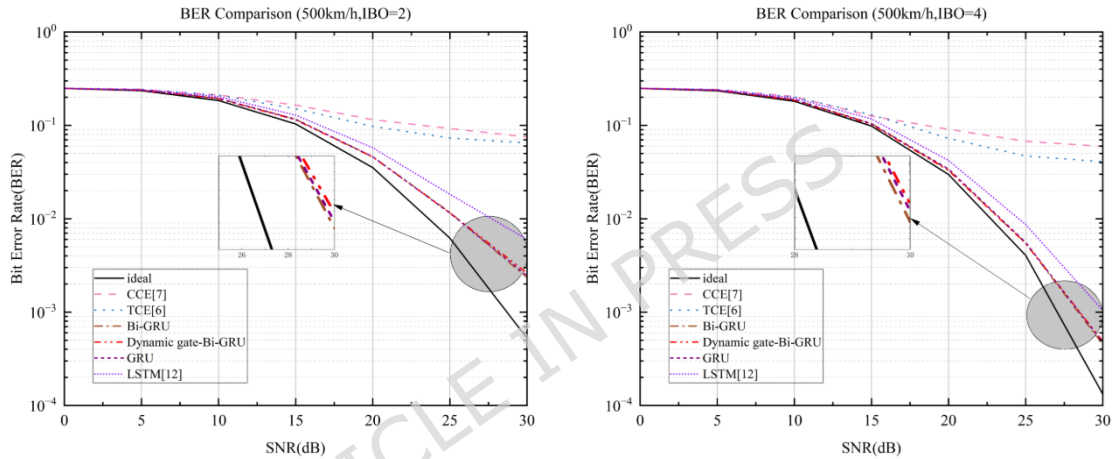 BER Comparison (500km/h,IBO=2)
10^0
10^-1
10^-2
10^-3
10^-4
Bit Error Rate(BER)
26 28 30
ideal
CCE[7]
TCE[6]
Bi-GRU
Dynamic gate-Bi-GRU
GRU
LSTM[12]
0 5 10 15 20 25 30
SNR(dB)
BER Comparison (500km/h,IBO=4)
10^0
10^-1
10^-2
10^-3
10^-4
Bit Error Rate(BER)
28 30
ideal
CCE[7]
TCE[6]
Bi-GRU
Dynamic gate-Bi-GRU
GRU
LSTM[12]
0 5 10 15 20 25 30
SNR(dB)
ICLE IN PRESS